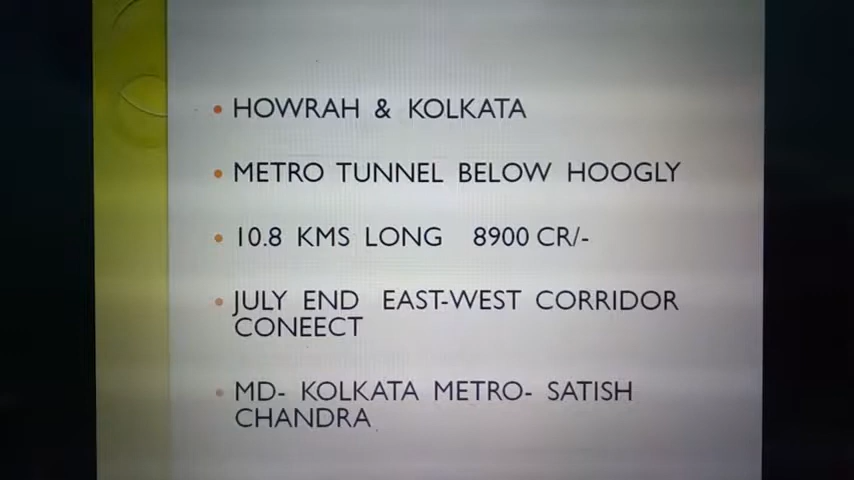 • HOWRAH & KOLKATA
• METRO TUNNEL BELOW HOOGLY
• 10.8 KMS LONG 8900 CR/-
• JULY END EAST-WEST CORRIDOR
CONEECT
• MD- KOLKATA METRO- SATISH
CHANDRA